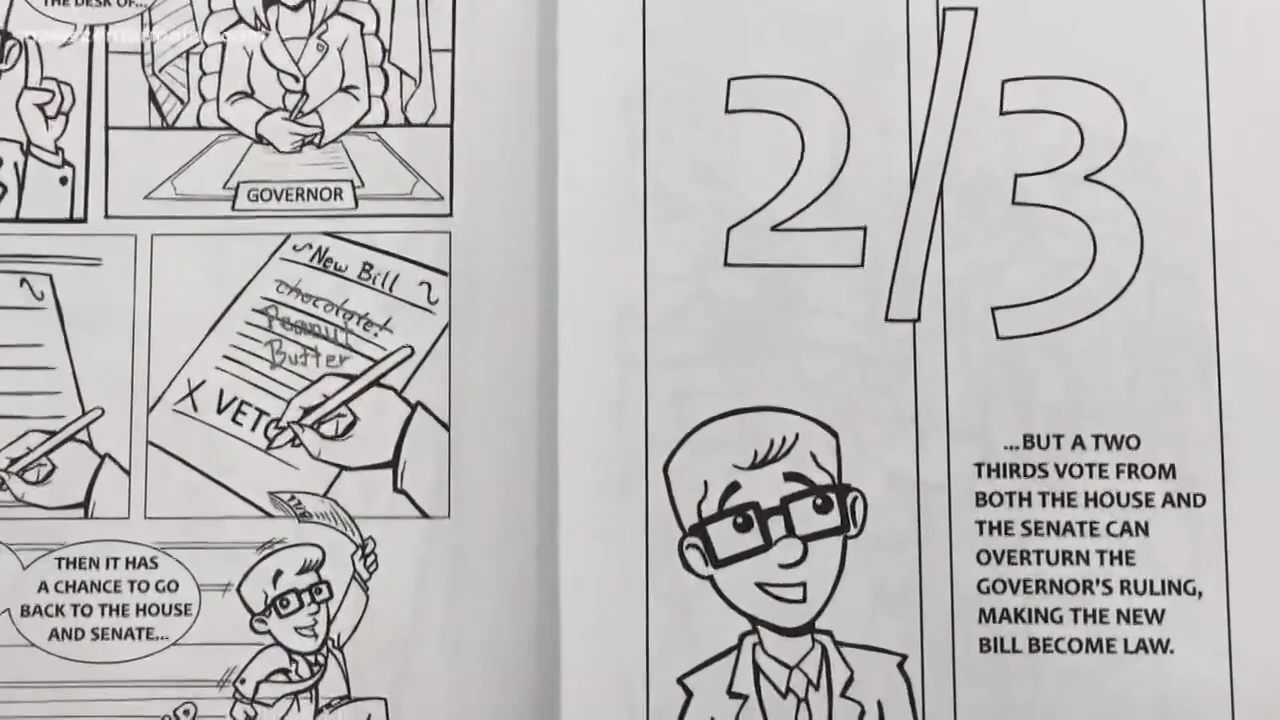 THE DESK OF...
GOVERNOR
~New Bill
chocolate!
Peanut
Butter
X VETO
THEN IT HAS
A CHANCE TO GO
BACK TO THE HOUSE
AND SENATE...
2/3
...BUT A TWO
THIRDS VOTE FROM
BOTH THE HOUSE AND
THE SENATE CAN
OVERTURN THE
GOVERNOR'S RULING,
MAKING THE NEW
BILL BECOME LAW.